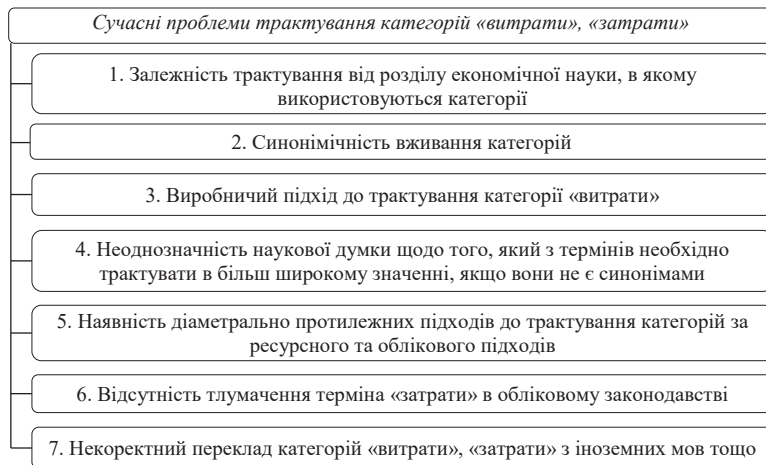 Сучасні проблеми трактування категорій «витрати», «затрати»
1. Залежність трактування від розділу економічної науки, в якому
використовуються категорії
2. Синонімічність вживання категорій
3. Виробничий підхід до трактування категорії «витрати»
4. Неоднозначність наукової думки щодо того, який з термінів необхідно
трактувати в більш широкому значенні, якщо вони не є синонімами
5. Наявність діаметрально протилежних підходів до трактування категорій за
ресурсного та облікового підходів
6. Відсутність тлумачення терміна «затрати» в обліковому законодавстві
7. Некоректний переклад категорій «витрати», «затрати» з іноземних мов тощо